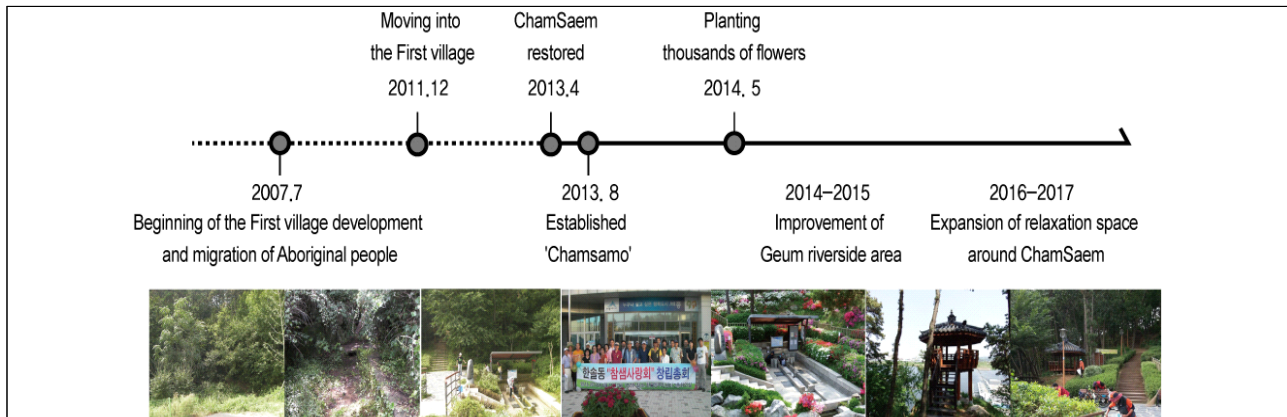 Moving into
the First village
2011.12
ChamSaem
restored
2013.4
Planting
thousands of flowers
2014. 5
2007.7
Beginning of the First village development
and migration of Aboriginal people
2013. 8
Established
'Chamsamo'
2014-2015
Improvement of
Geum riverside area
2016-2017
Expansion of relaxation space
around ChamSaem
한솔동 "참샘사랑회" 창립총회